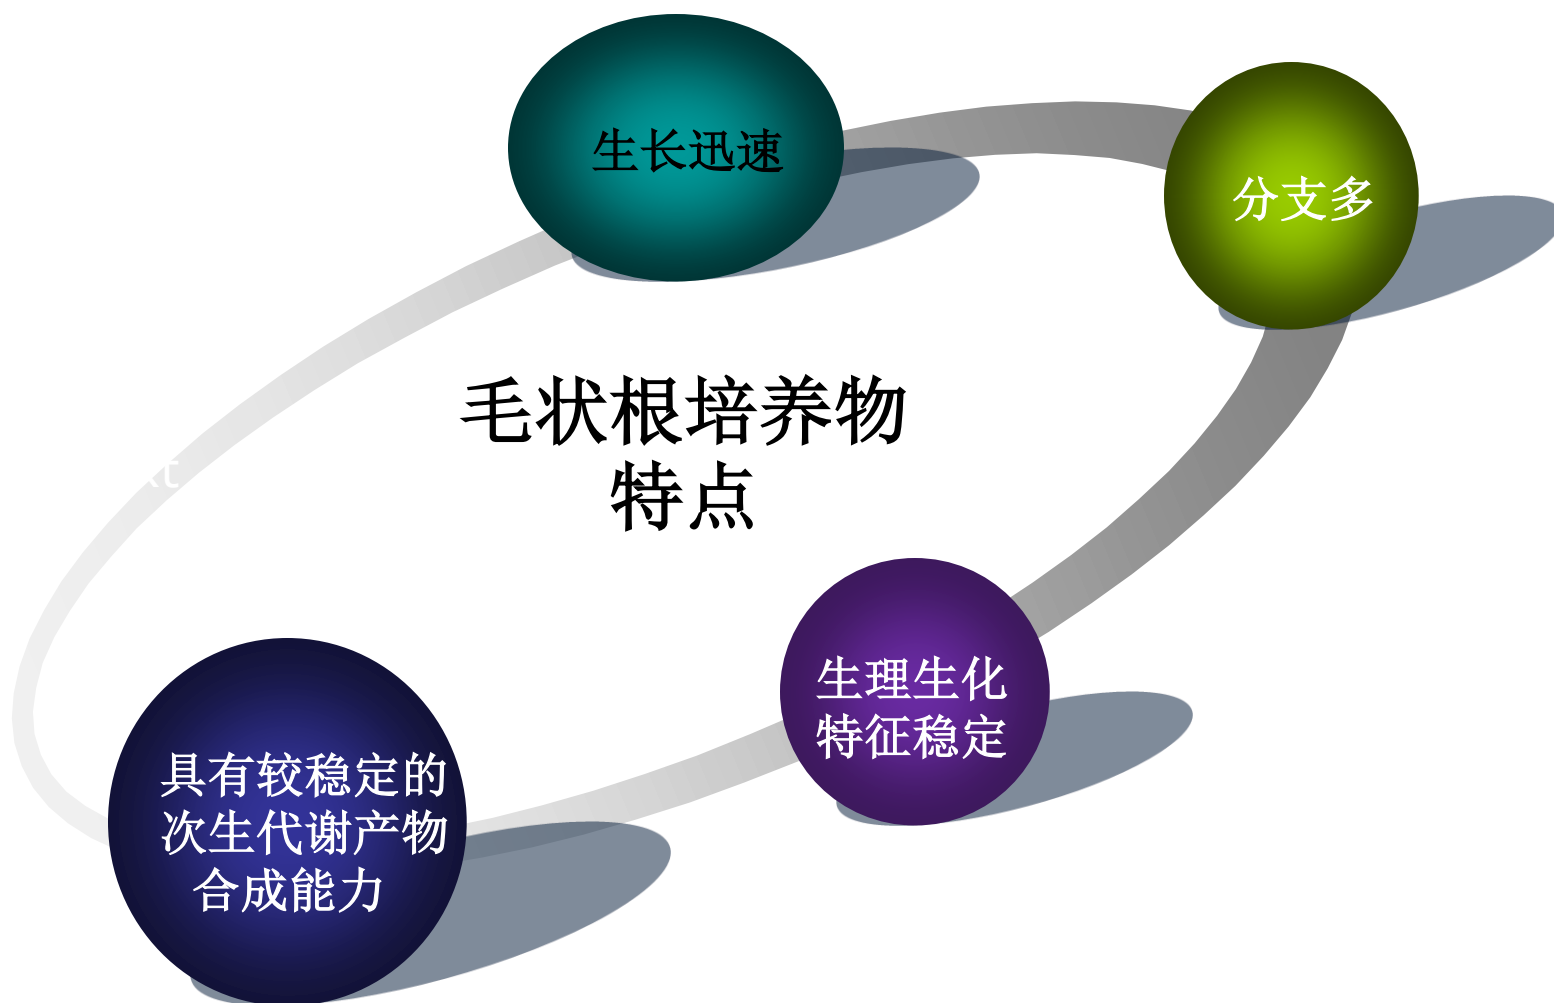 生长迅速
分支多
毛状根培养物
特点
生理生化
特征稳定
具有较稳定的
次生代谢产物
合成能力